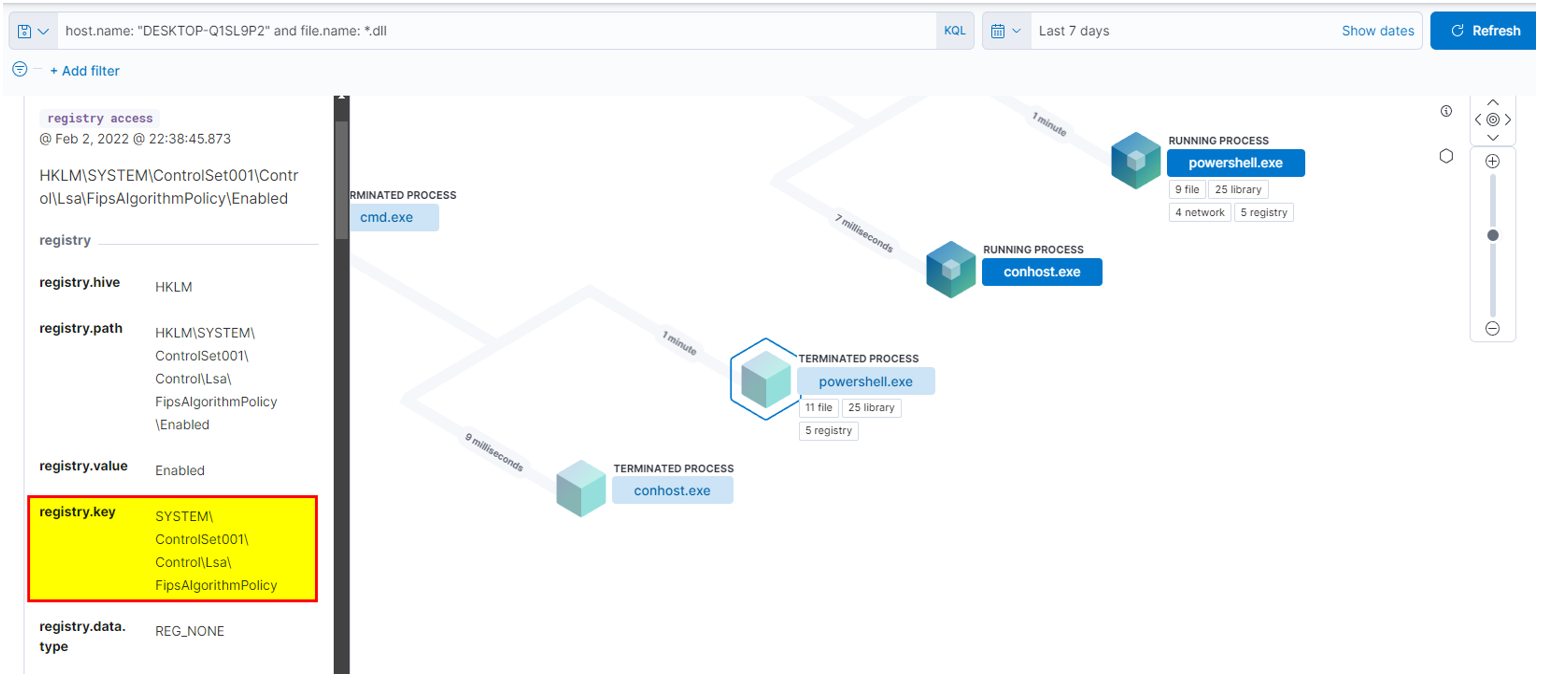 host.name: "DESKTOP-Q1SL9P2" and file.name: *.dll
KQL
Last 7 days
Show dates
Refresh
+ Add filter
registry access
@ Feb 2, 2022 @ 22:38:45.873
HKLM\SYSTEM\ControlSet001\Contr
ol\Lsa\FipsAlgorithmPolicy\Enabled
registry
registry.hive
HKLM
registry.path
HKLM\SYSTEM\
ControlSet001\
Control\Lsa\
FipsAlgorithmPolicy
\Enabled
registry.value
Enabled
registry.key
SYSTEM\
ControlSet001\
Control\Lsa\
FipsAlgorithmPolicy
registry.data.
type
REG_NONE
RMINATED PROCESS
cmd.exe
1 minute
RUNNING PROCESS
powershell.exe
9 file
25 library
4 network
5 registry
7 milliseconds
RUNNING PROCESS
conhost.exe
1 minute
TERMINATED PROCESS
powershell.exe
11 file
25 library
5 registry
9 milliseconds
TERMINATED PROCESS
conhost.exe